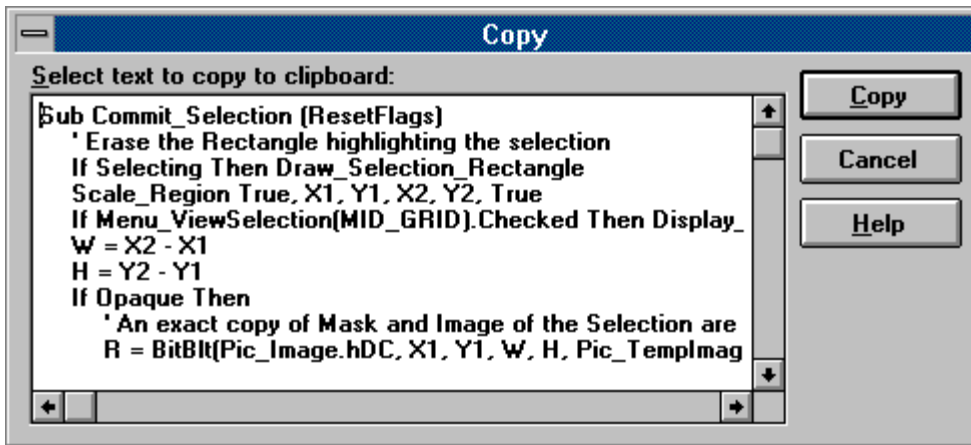 Copy
Select text to copy to clipboard:
Sub Commit_Selection (ResetFlags)
' Erase the Rectangle highlighting the selection
If Selecting Then Draw_Selection_Rectangle
Scale_Region True, X1, Y1, X2, Y2, True
If Menu_ViewSelection(MID_GRID).Checked Then Display_
W = X2 - X1
H = Y2 - Y1
If Opaque Then
' An exact copy of Mask and Image of the Selection are
R = BitBlt(Pic_Image.hDC, X1, Y1, W, H, Pic_TempImag
Copy
Cancel
Help